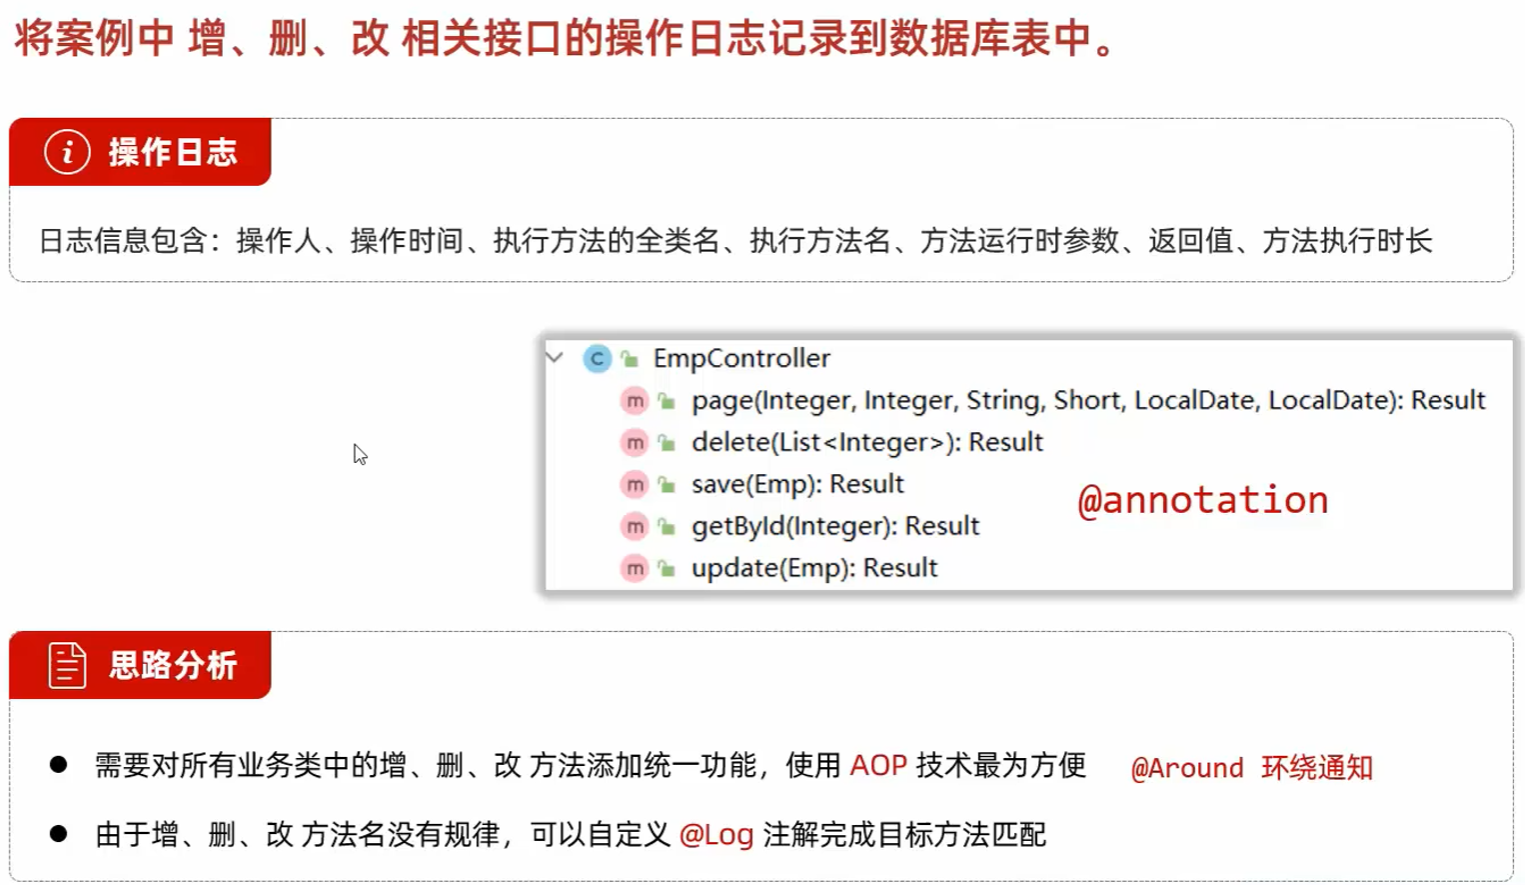 将案例中 增、删、改 相关接口的操作日志记录到数据库表中。
操作日志
日志信息包含：操作人、操作时间、执行方法的全类名、执行方法名、方法运行时参数、返回值、方法执行时长
C EmpController
m page(Integer, Integer, String, Short, LocalDate, LocalDate): Result
m delete(List<Integer>): Result
m save(Emp): Result
@annotation
m getById(Integer): Result
m update(Emp): Result
思路分析
● 需要对所有业务类中的增、删、改 方法添加统一功能，使用 AOP 技术最为方便 @Around 环绕通知
● 由于增、删、改 方法名没有规律，可以自定义 @Log 注解完成目标方法匹配